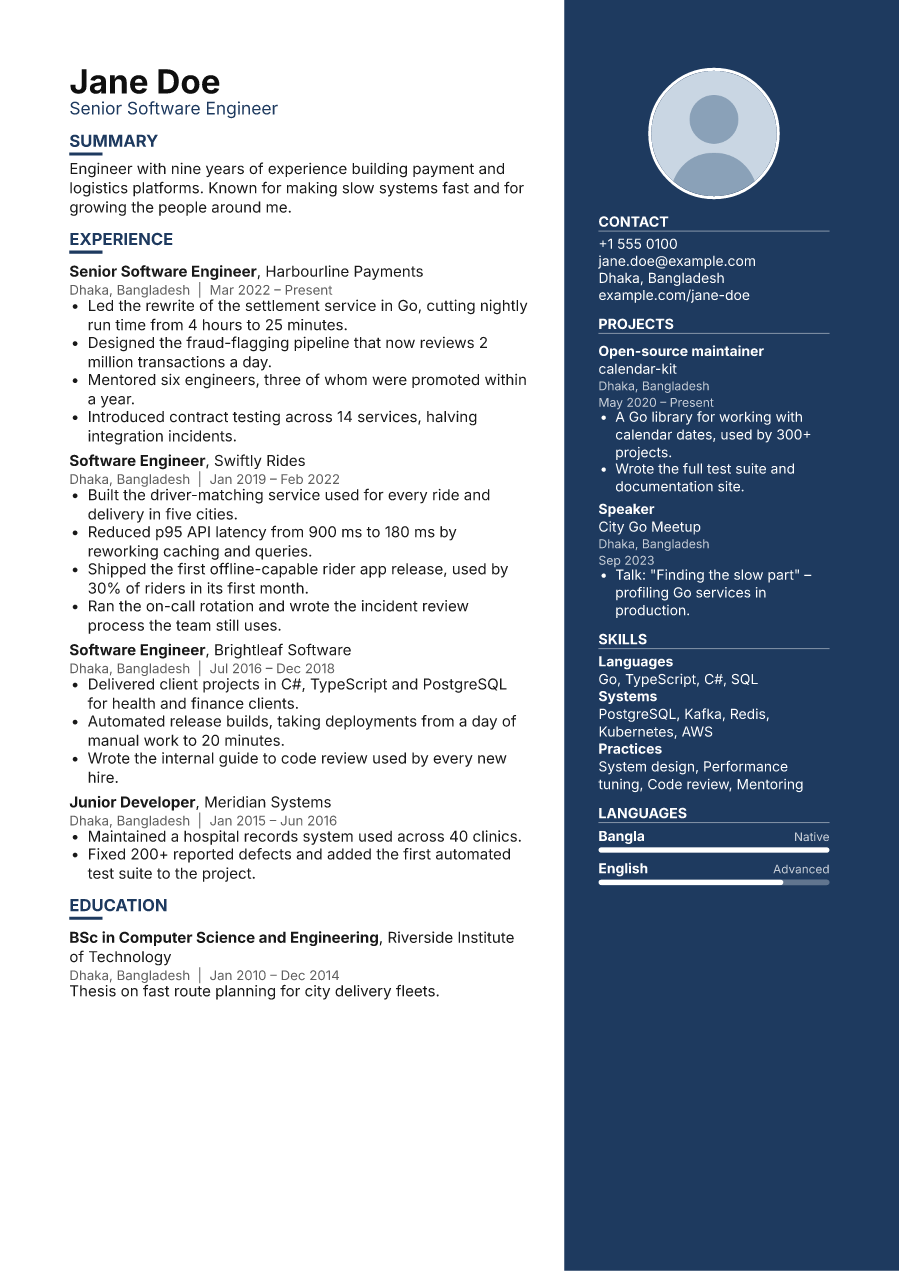 Jane Doe
Senior Software Engineer
SUMMARY
Engineer with nine years of experience building payment and
logistics platforms. Known for making slow systems fast and for
growing the people around me.
EXPERIENCE
Senior Software Engineer, Harbourline Payments
Dhaka, Bangladesh | Mar 2022 – Present
• Led the rewrite of the settlement service in Go, cutting nightly
run time from 4 hours to 25 minutes.
• Designed the fraud-flagging pipeline that now reviews 2
million transactions a day.
• Mentored six engineers, three of whom were promoted within
a year.
• Introduced contract testing across 14 services, halving
integration incidents.
Software Engineer, Swiftly Rides
Dhaka, Bangladesh | Jan 2019 – Feb 2022
• Built the driver-matching service used for every ride and
delivery in five cities.
• Reduced p95 API latency from 900 ms to 180 ms by
reworking caching and queries.
• Shipped the first offline-capable rider app release, used by
30% of riders in its first month.
• Ran the on-call rotation and wrote the incident review
process the team still uses.
Software Engineer, Brightleaf Software
Dhaka, Bangladesh | Jul 2016 – Dec 2018
• Delivered client projects in C#, TypeScript and PostgreSQL
for health and finance clients.
• Automated release builds, taking deployments from a day of
manual work to 20 minutes.
• Wrote the internal guide to code review used by every new
hire.
Junior Developer, Meridian Systems
Dhaka, Bangladesh | Jan 2015 – Jun 2016
• Maintained a hospital records system used across 40 clinics.
• Fixed 200+ reported defects and added the first automated
test suite to the project.
EDUCATION
BSc in Computer Science and Engineering, Riverside Institute
of Technology
Dhaka, Bangladesh | Jan 2010 – Dec 2014
Thesis on fast route planning for city delivery fleets.
CONTACT
+1 555 0100
jane.doe@example.com
Dhaka, Bangladesh
example.com/jane-doe
PROJECTS
Open-source maintainer
calendar-kit
Dhaka, Bangladesh
May 2020 – Present
• A Go library for working with
calendar dates, used by 300+
projects.
• Wrote the full test suite and
documentation site.
Speaker
City Go Meetup
Dhaka, Bangladesh
Sep 2023
• Talk: "Finding the slow part" –
profiling Go services in
production.
SKILLS
Languages
Go, TypeScript, C#, SQL
Systems
PostgreSQL, Kafka, Redis,
Kubernetes, AWS
Practices
System design, Performance
tuning, Code review, Mentoring
LANGUAGES
Bangla Native
English Advanced